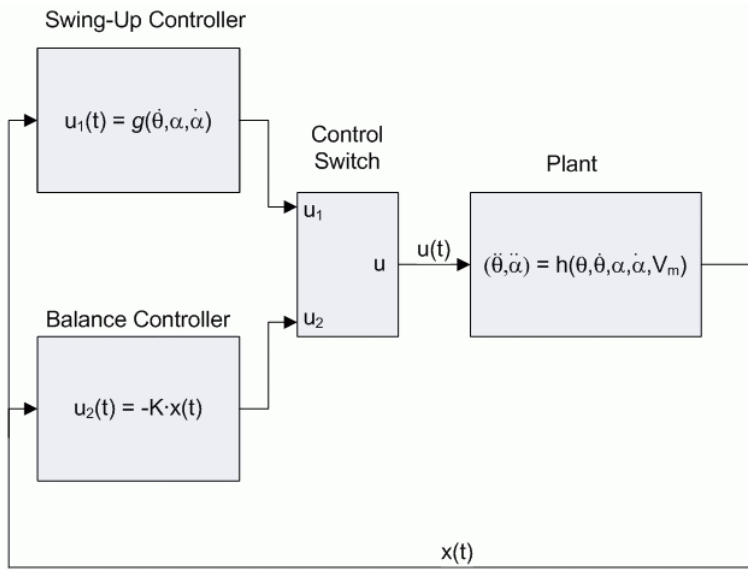 Swing-Up Controller
u₁(t) = g(θ̇,α,α̇)
Control
Switch
Plant
u₁
u
u(t)
(θ̈,α̈) = h(θ,θ̇,α,α̇,Vₘ)
u₂
Balance Controller
u₂(t) = -K·x(t)
x(t)